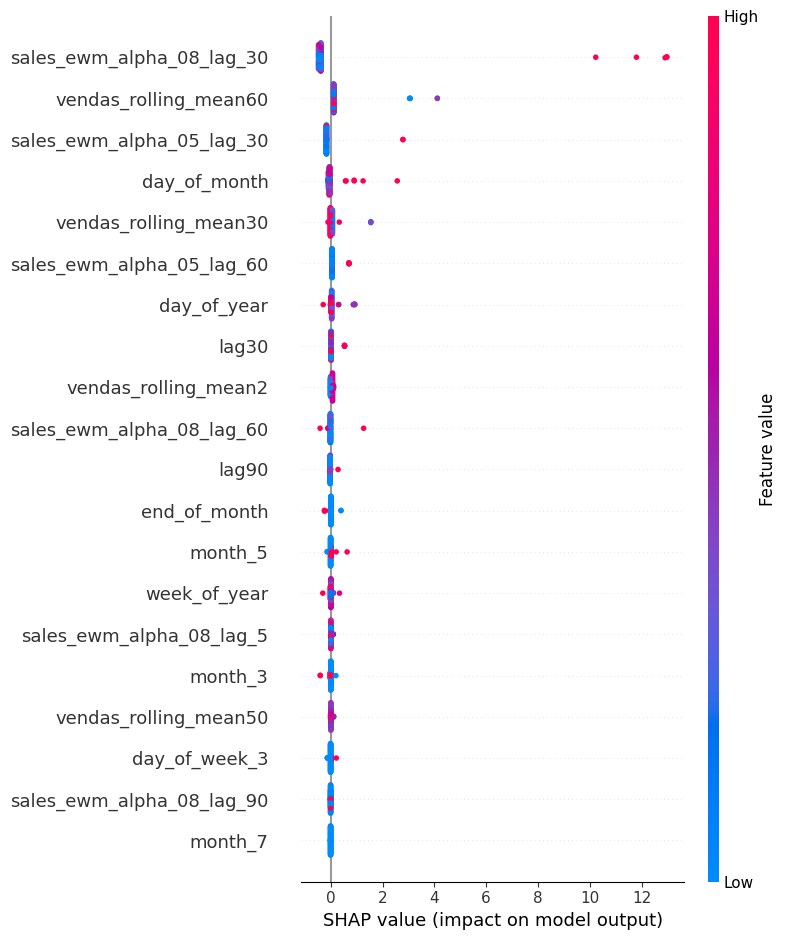 High
sales_ewm_alpha_08_lag_30
vendas_rolling_mean60
sales_ewm_alpha_05_lag_30
day_of_month
vendas_rolling_mean30
sales_ewm_alpha_05_lag_60
day_of_year
lag30
vendas_rolling_mean2
sales_ewm_alpha_08_lag_60
lag90
end_of_month
month_5
week_of_year
sales_ewm_alpha_08_lag_5
month_3
vendas_rolling_mean50
day_of_week_3
sales_ewm_alpha_08_lag_90
month_7
Feature value
Low
0 2 4 6 8 10 12
SHAP value (impact on model output)